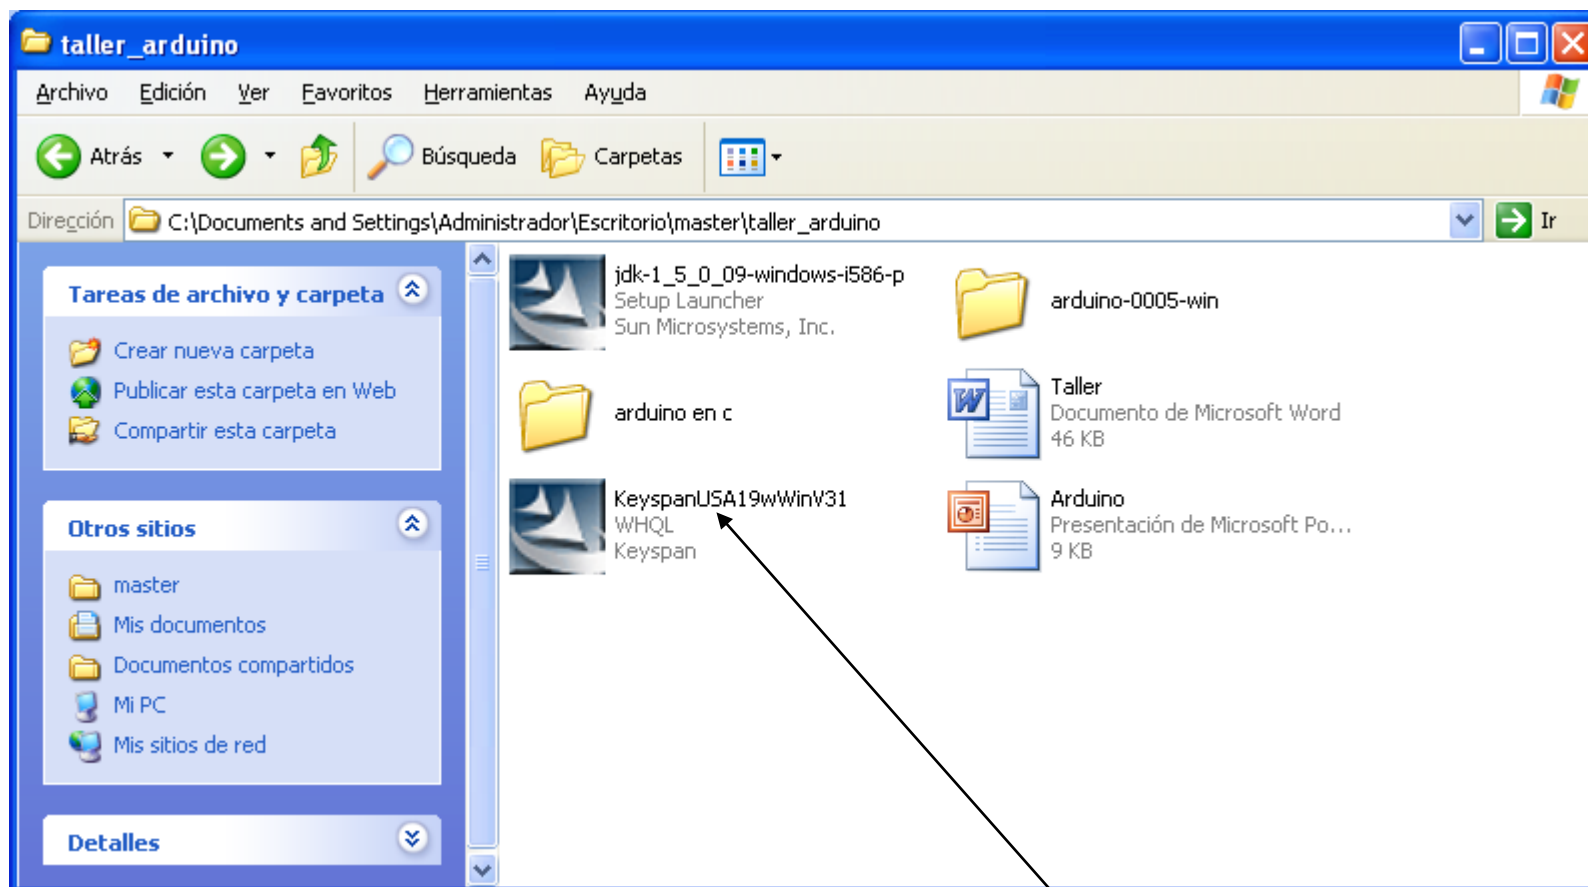 taller_arduino
Archivo Edición Ver Favoritos Herramientas Ayuda
Atrás Búsqueda Carpetas
Dirección C:\Documents and Settings\Administrador\Escritorio\master\taller_arduino Ir
Tareas de archivo y carpeta
Crear nueva carpeta
Publicar esta carpeta en Web
Compartir esta carpeta
Otros sitios
master
Mis documentos
Documentos compartidos
Mi PC
Mis sitios de red
Detalles
jdk-1_5_0_09-windows-i586-p
Setup Launcher
Sun Microsystems, Inc.
arduino-0005-win
arduino en c
Taller
Documento de Microsoft Word
46 KB
KeyspanUSA19wWinV31
WHQL
Keyspan
Arduino
Presentación de Microsoft Po...
9 KB